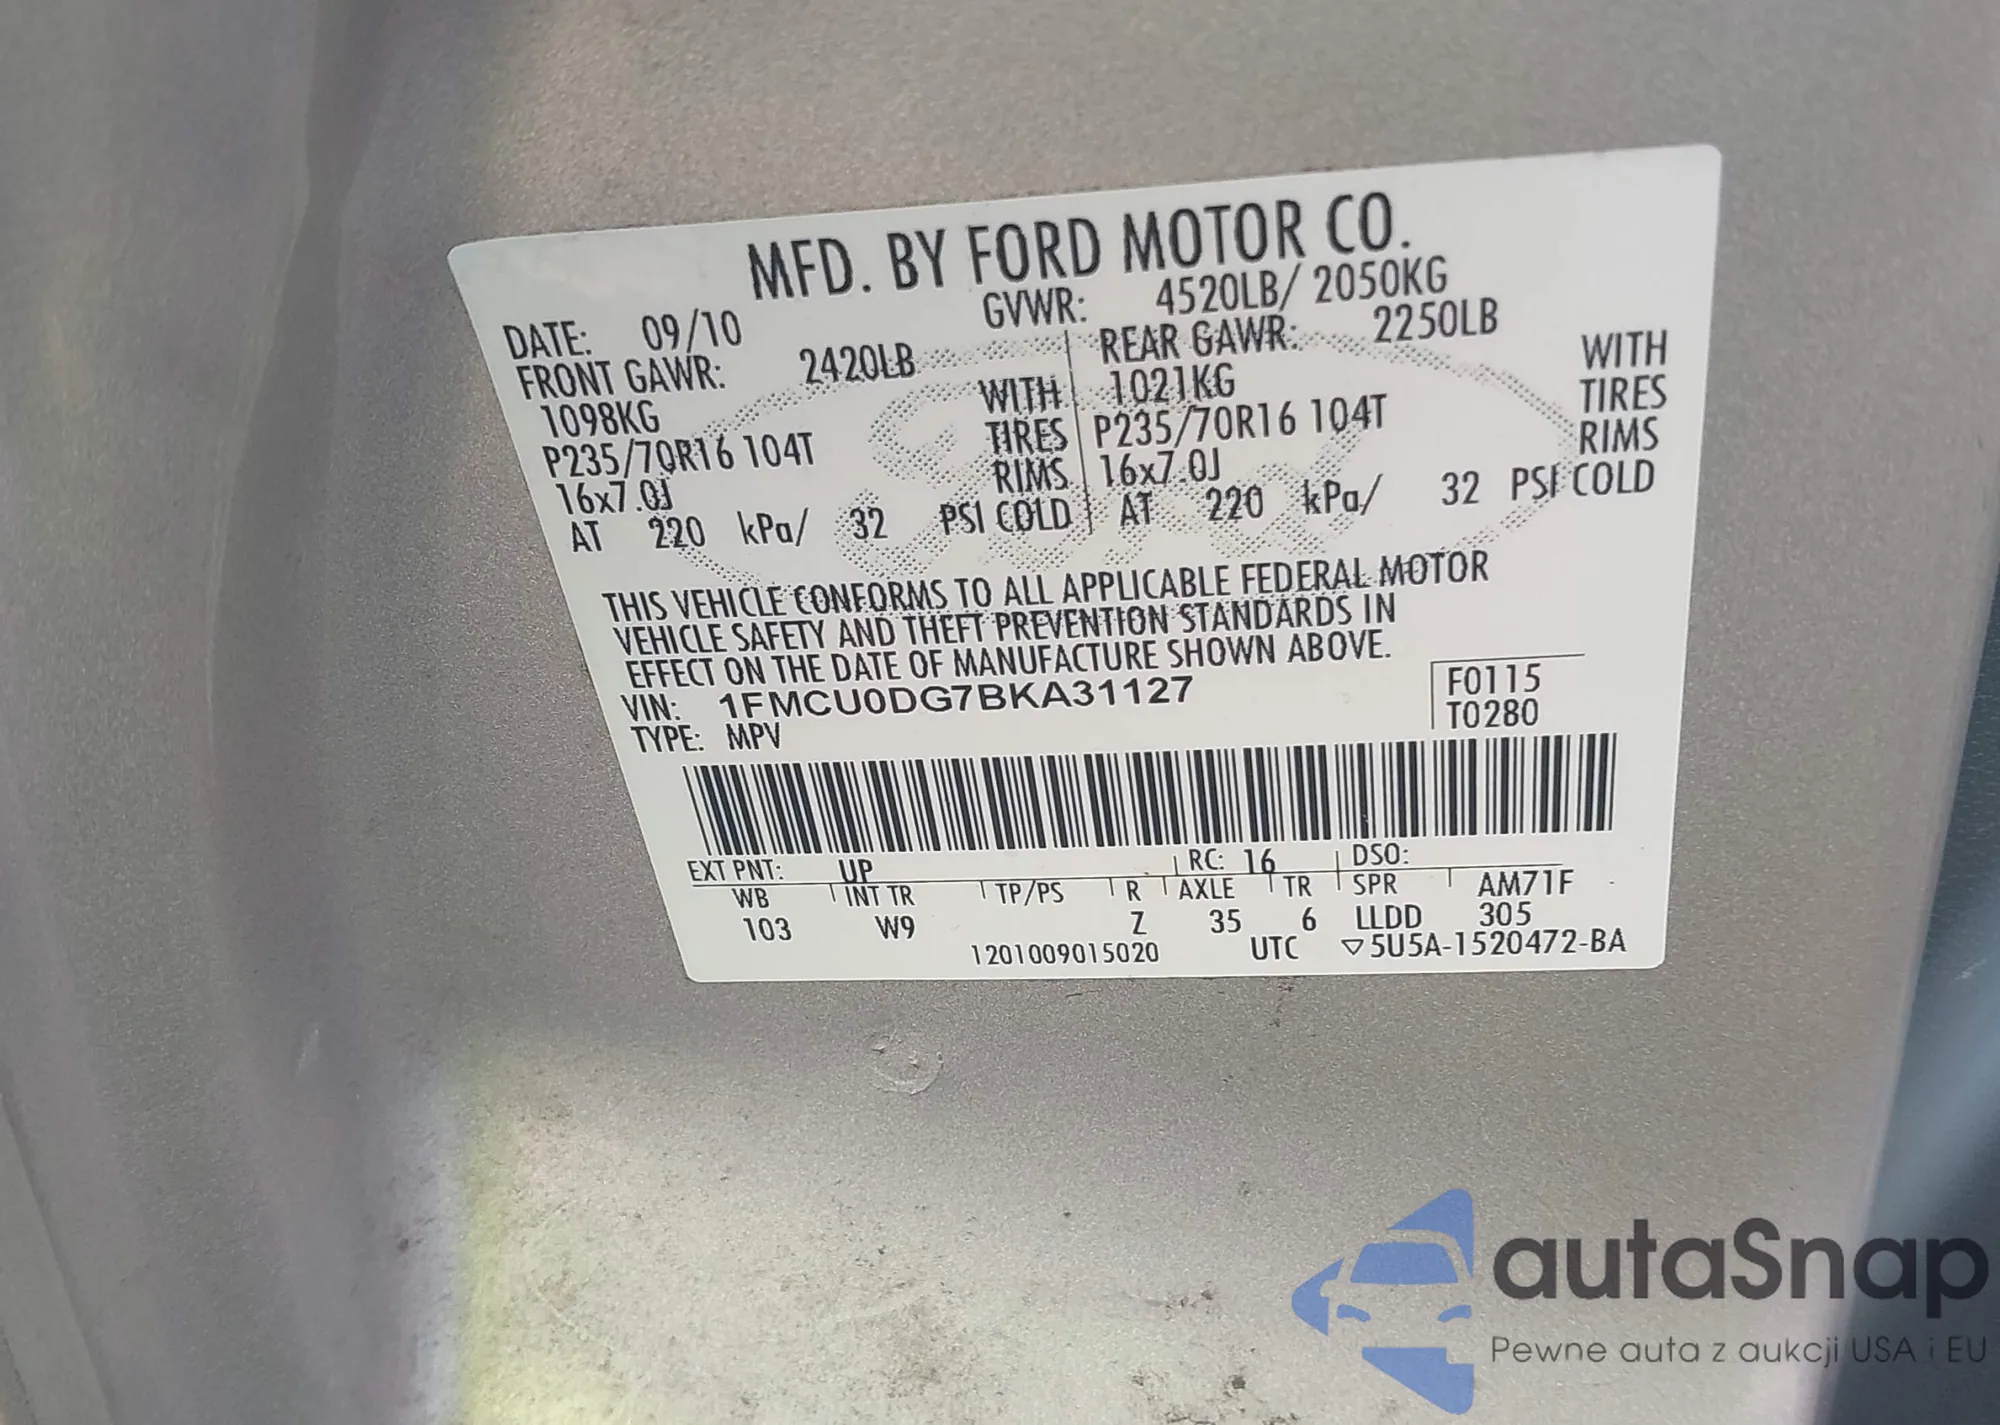 MFD. BY FORD MOTOR CO.
DATE: 09/10 GVWR: 4520LB/ 2050KG
FRONT GAWR: 2420LB REAR GAWR: 2250LB
1098KG WITH 1021KG WITH
P235/70R16 104T TIRES P235/70R16 104T TIRES
16x7.0J RIMS 16x7.0J RIMS
AT 220 kPa/ 32 PSI COLD AT 220 kPa/ 32 PSI COLD
THIS VEHICLE CONFORMS TO ALL APPLICABLE FEDERAL MOTOR
VEHICLE SAFETY AND THEFT PREVENTION STANDARDS IN
EFFECT ON THE DATE OF MANUFACTURE SHOWN ABOVE.
VIN: 1FMCU0DG7BKA31127 F0115
TYPE: MPV T0280
EXT PNT: UP RC: 16 DSO:
WB INT TR TP/PS R AXLE TR SPR AM71F
103 W9 Z 35 6 LLDD 305
1201009015020 UTC ▽5U5A-1520472-BA
autaSnap
Pewne auta z aukcji USA i EU